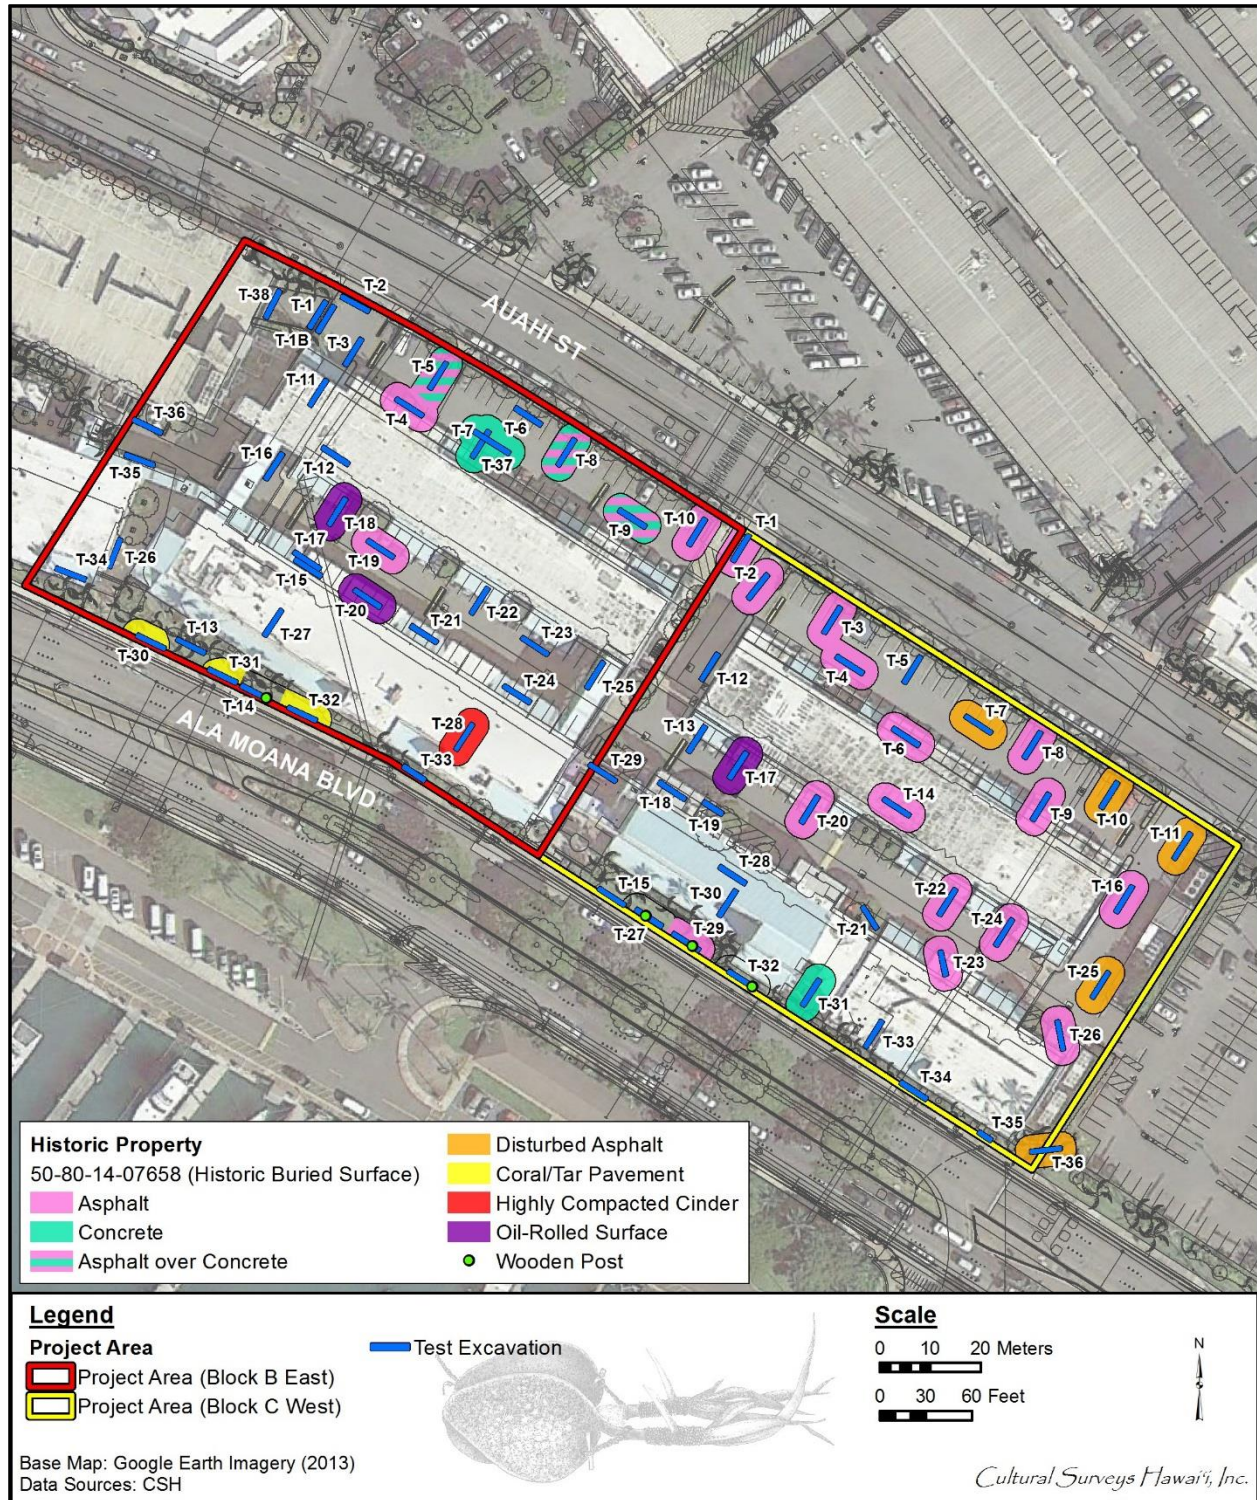 AUAHI ST
T-38
T-1
T-2
T-1B
T-3
T-11
T-5
T-4
T-36
T-35
T-16
T-12
T-7
T-6
T-37
T-8
T-9
T-10
T-18
T-17
T-19
T-15
T-20
T-34
T-26
T-27
T-21
T-22
T-23
T-24
T-25
T-13
T-30
T-31
T-14
T-32
T-28
T-33
T-29
ALA MOANA BLVD
T-1
T-2
T-3
T-4
T-5
T-12
T-7
T-6
T-8
T-13
T-17
T-14
T-9
T-10
T-11
T-18
T-19
T-20
T-28
T-22
T-16
T-15
T-30
T-21
T-24
T-27
T-29
T-23
T-32
T-25
T-31
T-33
T-26
T-34
T-35
T-36
Historic Property
50-80-14-07658 (Historic Buried Surface)
Asphalt
Concrete
Asphalt over Concrete
Disturbed Asphalt
Coral/Tar Pavement
Highly Compacted Cinder
Oil-Rolled Surface
Wooden Post
Legend
Project Area
Project Area (Block B East)
Project Area (Block C West)
Test Excavation
Base Map: Google Earth Imagery (2013)
Data Sources: CSH
Scale
0 10 20 Meters
0 30 60 Feet
N
Cultural Surveys Hawai'i, Inc.